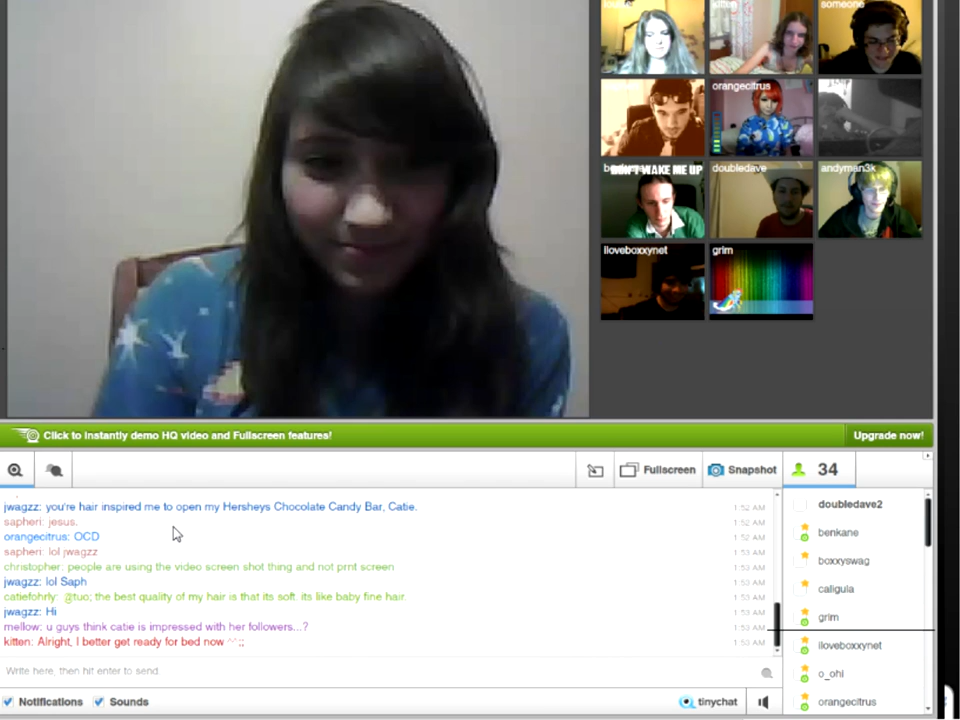 kitten
someone
orangecitrus
DON'T WAKE ME UP
doubledave
andyman3k
iloveboxxynet
grim
Click to instantly demo HQ video and Fullscreen features!
Upgrade now!
Fullscreen
Snapshot
34
jwagzz: you're hair inspired me to open my Hersheys Chocolate Candy Bar, Catie.
1:52 AM
sapheri: jesus.
1:52 AM
orangecitrus: OCD
1:52 AM
sapheri: lol jwagzz
1:53 AM
christopher: people are using the video screen shot thing and not prnt screen
1:53 AM
jwagzz: lol Saph
1:53 AM
catiefohrly: @tuo; the best quality of my hair is that its soft. its like baby fine hair.
1:53 AM
jwagzz: Hi
1:53 AM
mellow: u guys think catie is impressed with her followers...?
1:53 AM
kitten: Alright, I better get ready for bed now ^-^ ;;
1:53 AM
doubledave2
benkane
boxxyswag
caligula
grim
iloveboxxynet
o_ohi
orangecitrus
Write here, then hit enter to send
Notifications
Sounds
tinychat